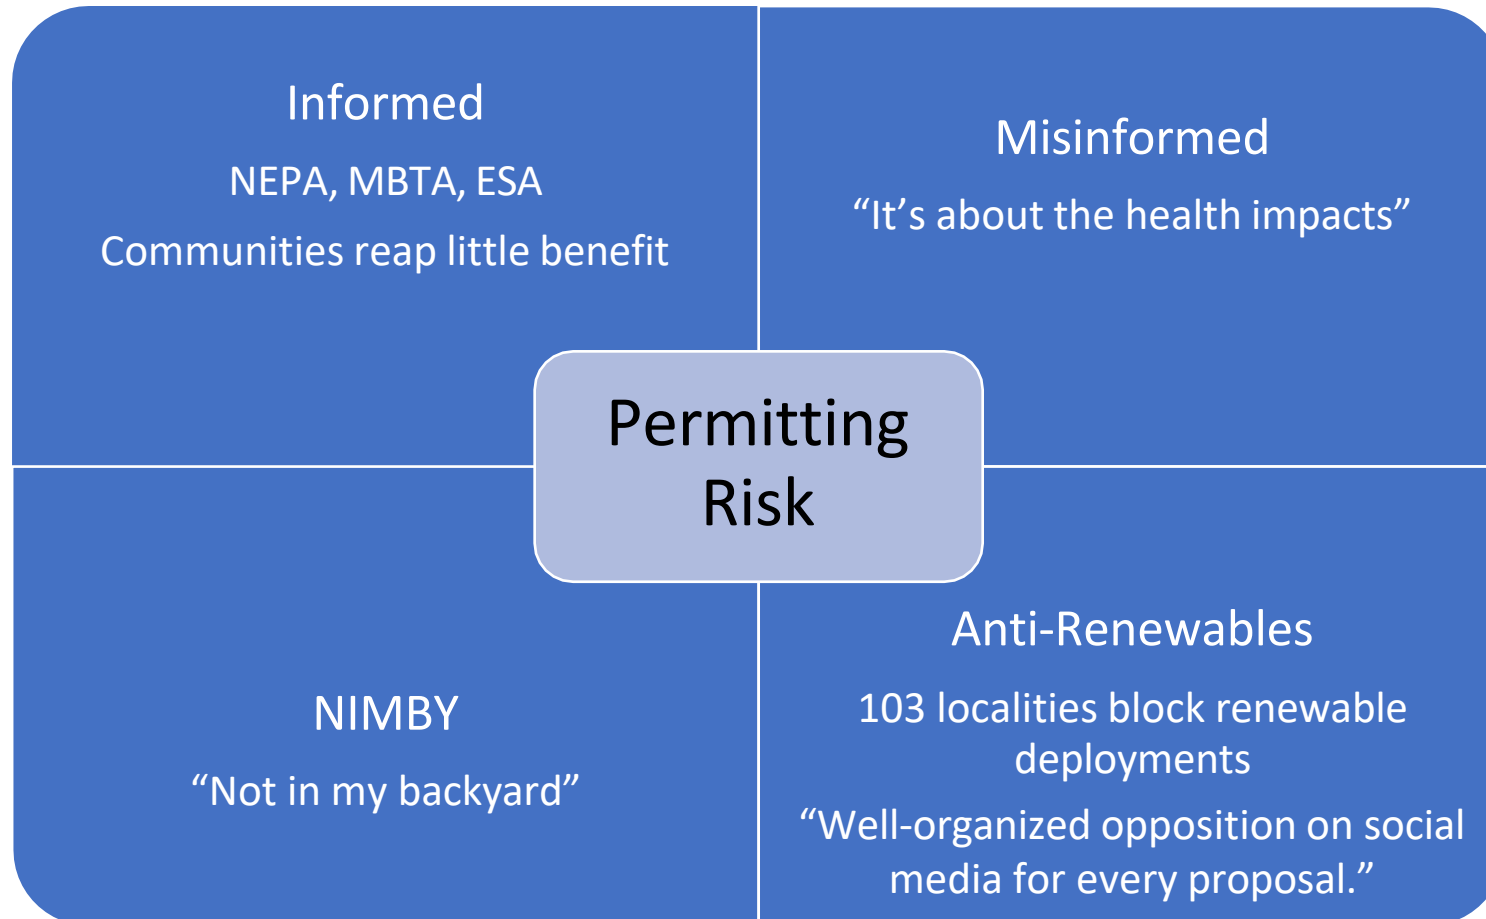 Informed
NEPA, MBTA, ESA
Communities reap little benefit
Misinformed
“It’s about the health impacts”
Permitting
Risk
NIMBY
“Not in my backyard”
Anti-Renewables
103 localities block renewable
deployments
“Well-organized opposition on social
media for every proposal.”